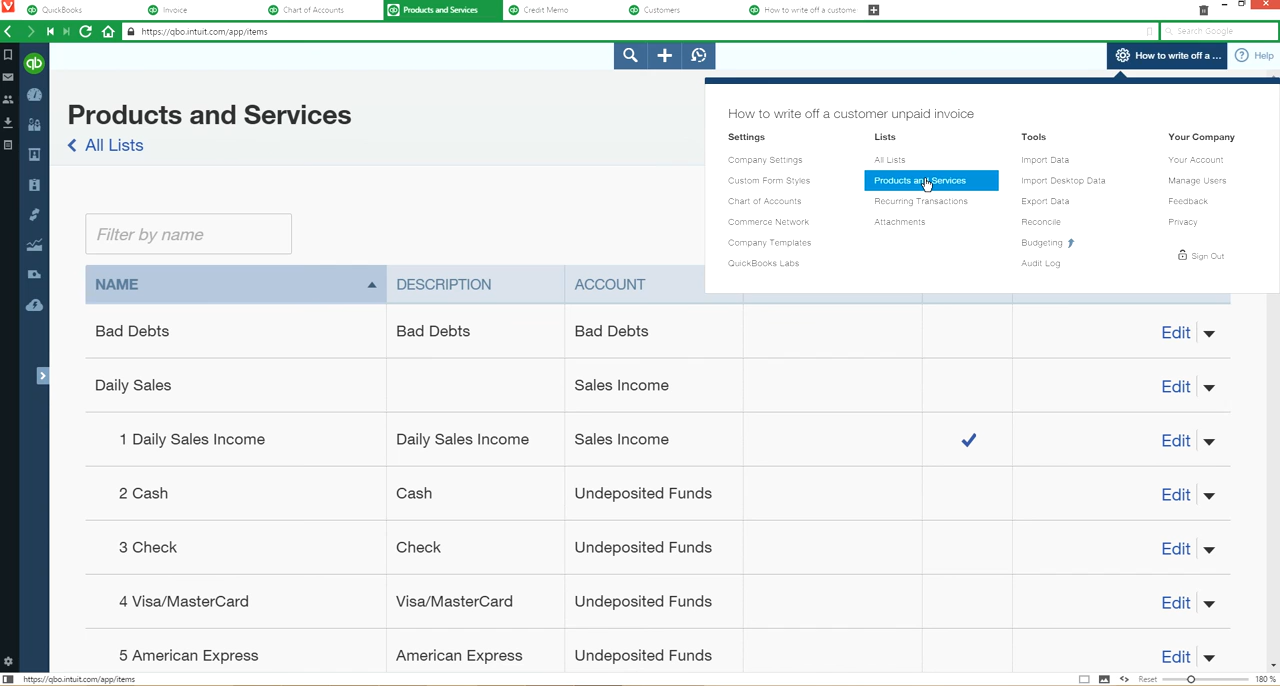 QuickBooks
Invoice
Chart of Accounts
Products and Services
Credit Memo
Customers
How to write off a custome
https://qbo.intuit.com/app/items
Search Google
qb
How to write off a ...
Help
Products and Services
All Lists
Filter by name
How to write off a customer unpaid invoice
Settings
Company Settings
Custom Form Styles
Chart of Accounts
Commerce Network
Company Templates
QuickBooks Labs
Lists
All Lists
Products and Services
Recurring Transactions
Attachments
Tools
Import Data
Import Desktop Data
Export Data
Reconcile
Budgeting
Audit Log
Your Company
Your Account
Manage Users
Feedback
Privacy
Sign Out
NAME DESCRIPTION ACCOUNT
Bad Debts Bad Debts Bad Debts Edit
Daily Sales Sales Income Edit
1 Daily Sales Income Daily Sales Income Sales Income Edit
2 Cash Cash Undeposited Funds Edit
3 Check Check Undeposited Funds Edit
4 Visa/MasterCard Visa/MasterCard Undeposited Funds Edit
5 American Express American Express Undeposited Funds Edit
https://qbo.intuit.com/app/items
Reset 180 %